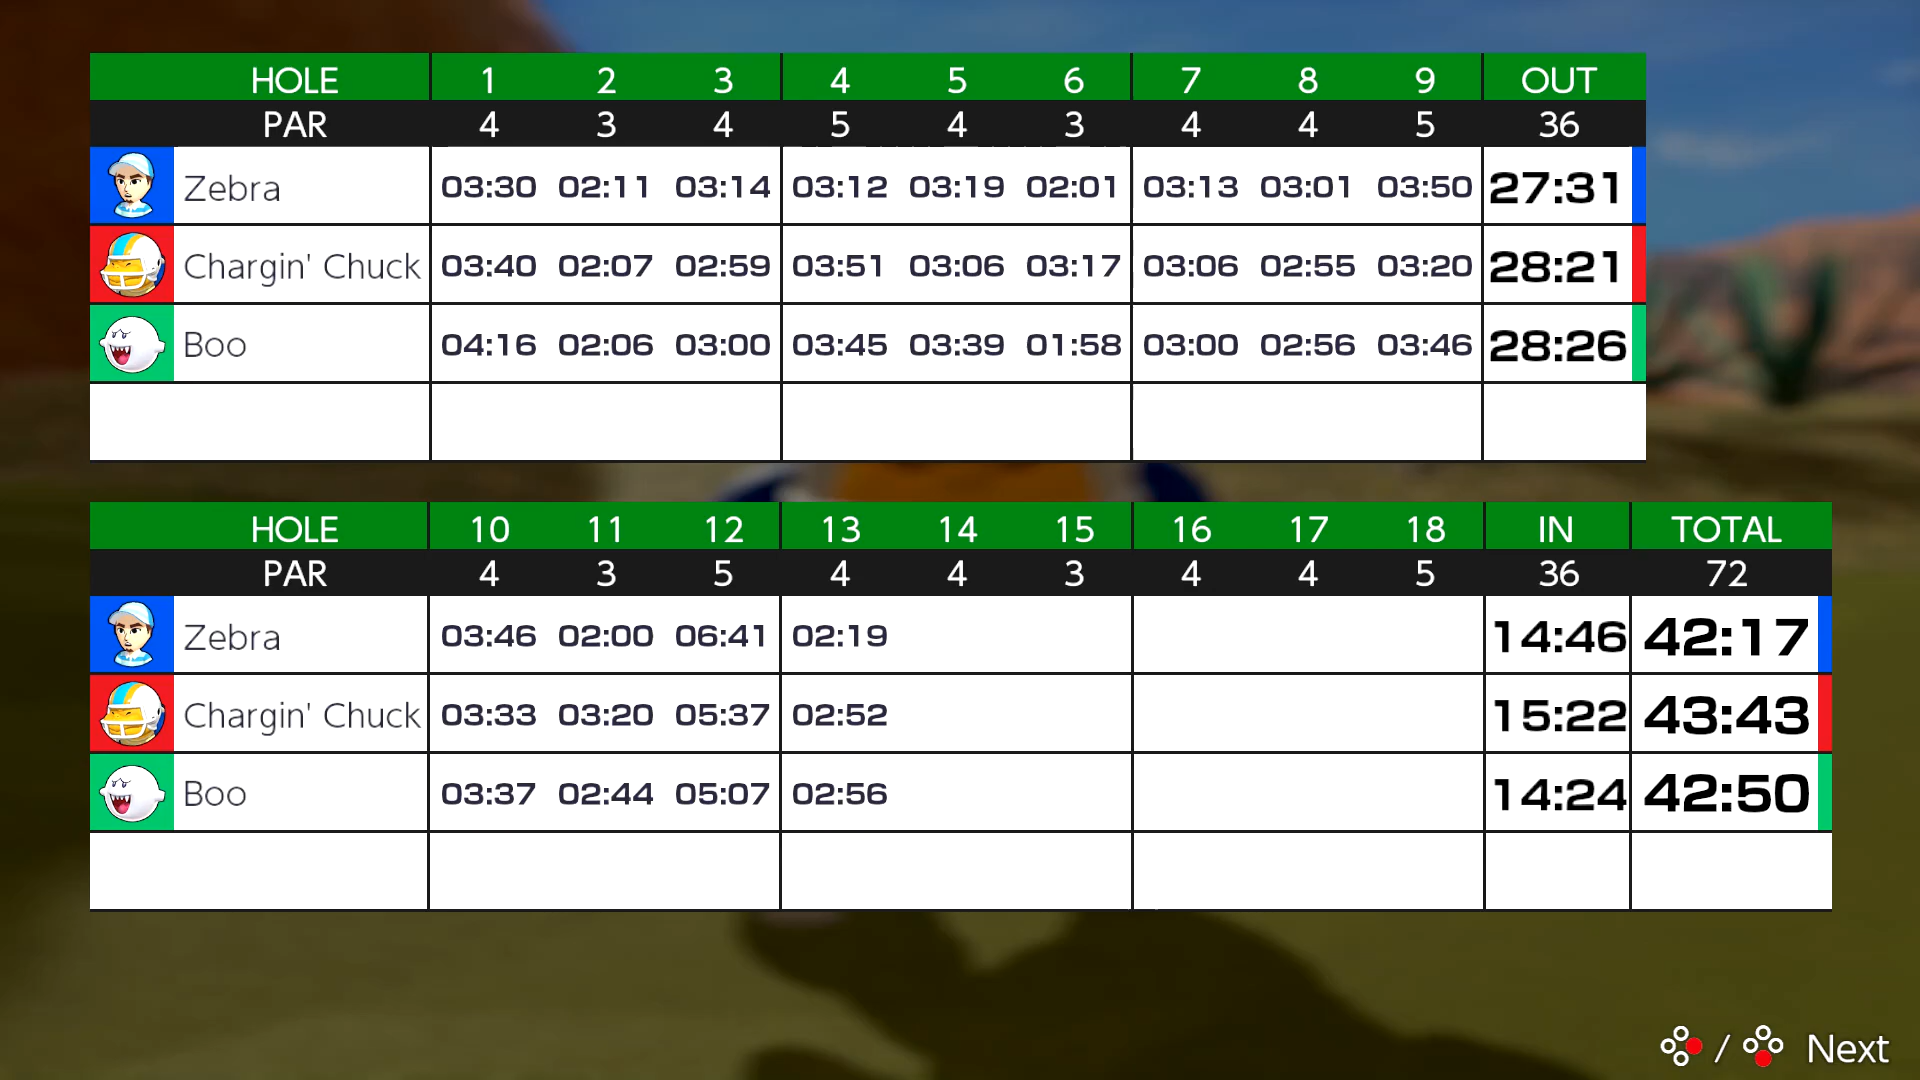 HOLE 1 2 3 4 5 6 7 8 9 OUT
PAR 4 3 4 5 4 3 4 4 5 36
Zebra 03:30 02:11 03:14 03:12 03:19 02:01 03:13 03:01 03:50 27:31
Chargin' Chuck 03:40 02:07 02:59 03:51 03:06 03:17 03:06 02:55 03:20 28:21
Boo 04:16 02:06 03:00 03:45 03:39 01:58 03:00 02:56 03:46 28:26
HOLE 10 11 12 13 14 15 16 17 18 IN TOTAL
PAR 4 3 5 4 4 3 4 4 5 36 72
Zebra 03:46 02:00 06:41 02:19 14:46 42:17
Chargin' Chuck 03:33 03:20 05:37 02:52 15:22 43:43
Boo 03:37 02:44 05:07 02:56 14:24 42:50
/ Next